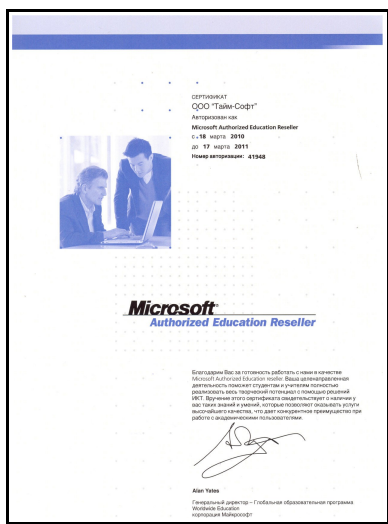 СЕРТИФИКАТ
ООО "Тайм-Софт"
Авторизован как
Microsoft Authorized Education Reseller
с 18 марта 2010
до 17 марта 2011
Номер авторизации: 41948
Microsoft
Authorized Education Reseller
Благодарим Вас за готовность работать с нами в качестве
Microsoft Authorized Education reseller. Ваша целенаправленная
деятельность поможет студентам и учителям полностью
реализовать весь творческий потенциал с помощью решений
ИКТ. Вручение этого сертификата свидетельствует о наличии у
вас таких знаний и умений, которые позволяют оказывать услуги
высочайшего качества, что дает конкурентное преимущество при
работе с академическими пользователями.
Alan Yates
Генеральный директор – Глобальная образовательная программа
Worldwide Education
корпорация Майкрософт